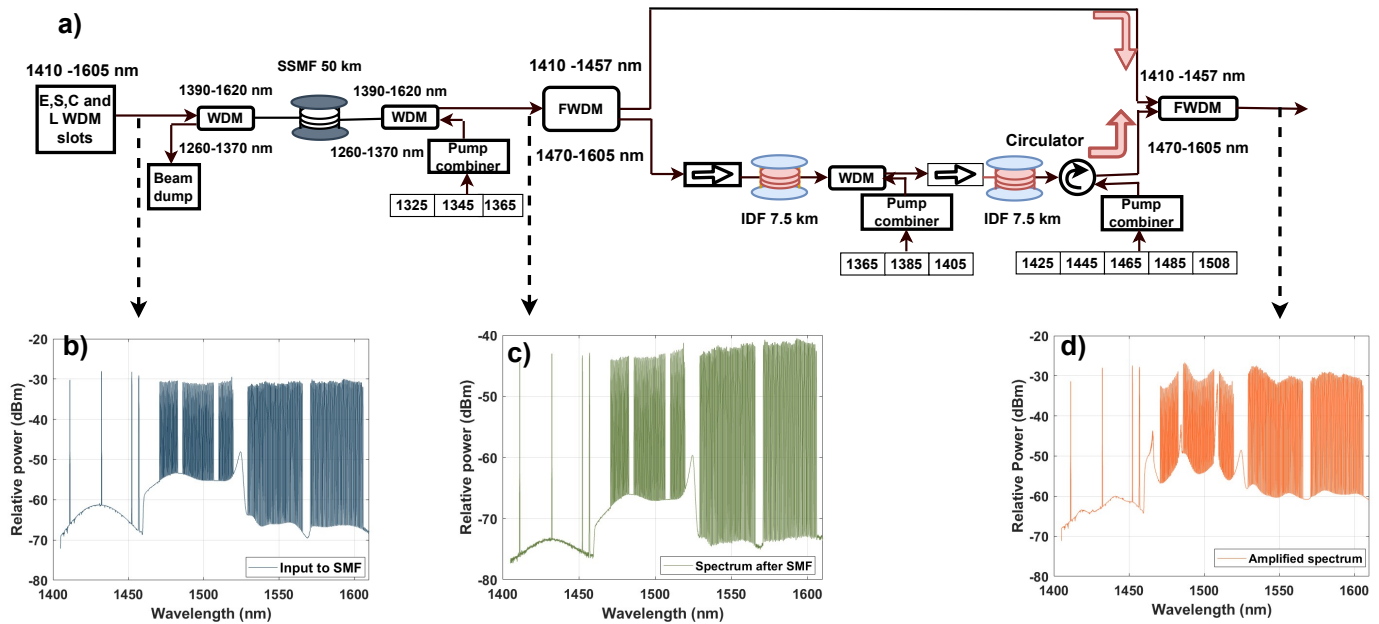 a)
1410 -1605 nm
E,S,C and
L WDM
slots
1390-1620 nm
WDM
1260-1370 nm
Beam
dump
SSMF 50 km
1390-1620 nm
WDM
1260-1370 nm
Pump
combiner
1325 1345 1365
1410 -1457 nm
FWDM
1470-1605 nm
IDF 7.5 km
WDM
Pump
combiner
1365 1385 1405
IDF 7.5 km
Circulator
Pump
combiner
1425 1445 1465 1485 1508
1410 -1457 nm
FWDM
1470-1605 nm
b)
Relative power (dBm)
-20
-30
-40
-50
-60
-70
-80
1400 1450 1500 1550 1600
Wavelength (nm)
Input to SMF
c)
Relative power (dBm)
-40
-50
-60
-70
-80
1400 1450 1500 1550 1600
Wavelength (nm)
Spectrum after SMF
d)
Relative Power (dBm)
-20
-30
-40
-50
-60
-70
-80
1400 1450 1500 1550 1600
Wavelength (nm)
Amplified spectrum